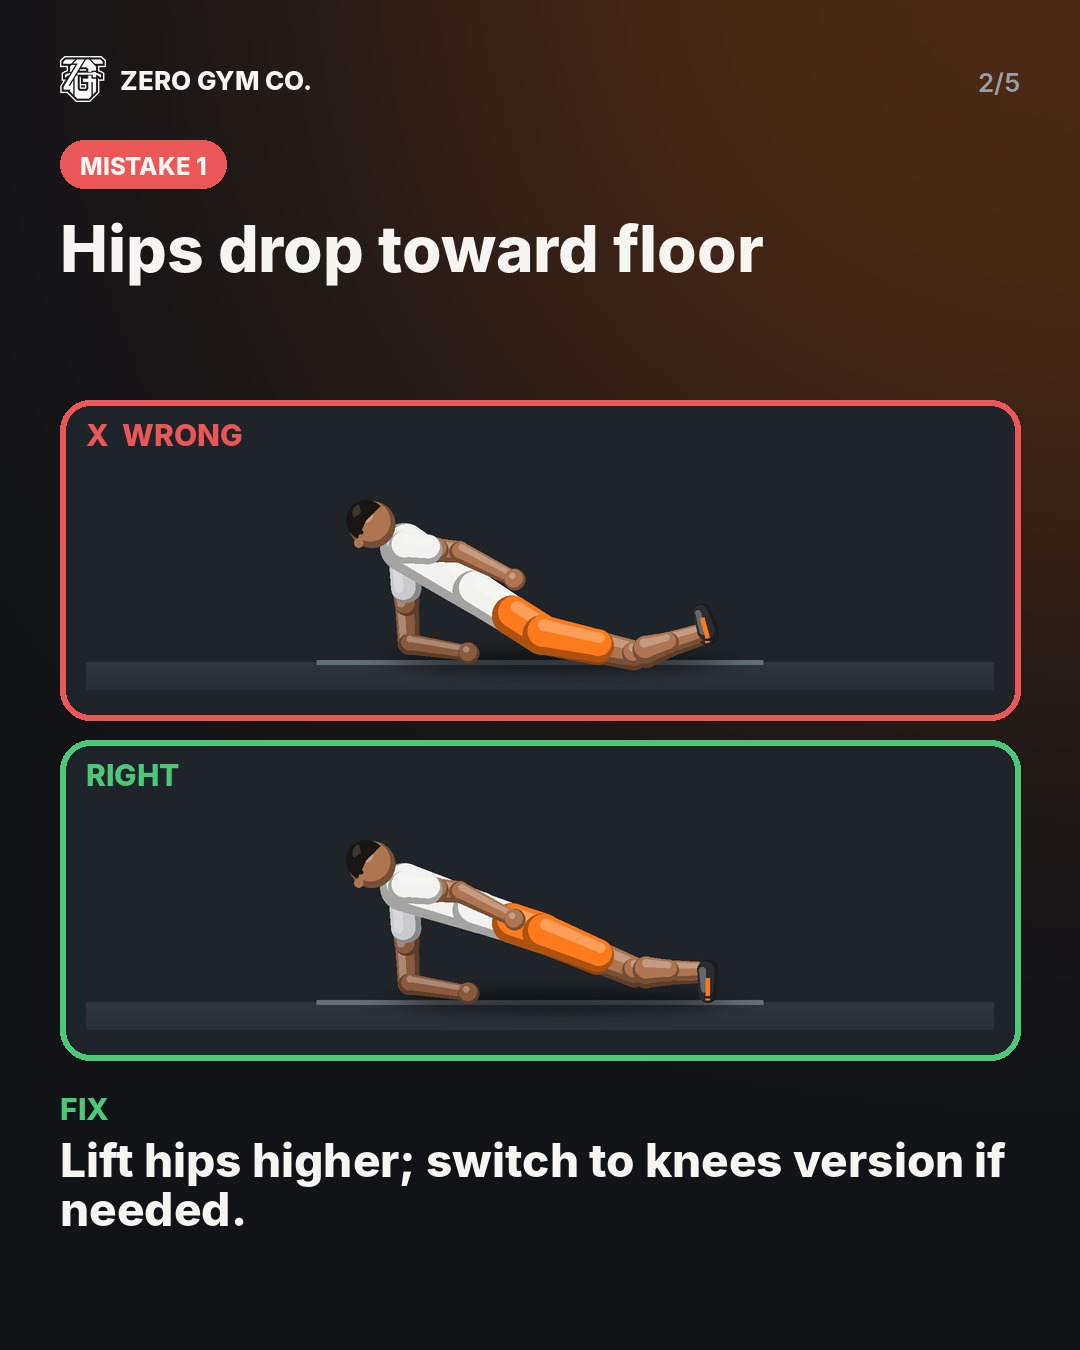 ZERO GYM CO.
2/5
MISTAKE 1
Hips drop toward floor
X WRONG
RIGHT
FIX
Lift hips higher; switch to knees version if
needed.